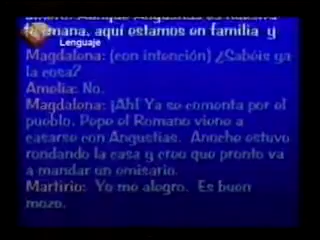 hermana, aquí estamos en familia y
Lenguaje
Magdalena: (con intención) ¿Sabéis ya
la cosa?
Amelia: No.
Magdalena: ¡Ah! Ya se comenta por el
pueblo. Pepe el Romano viene a
casarse con Angustias. Anoche estuvo
rondando la casa y creo que pronto va
a mandar un emisario.
Martirio: Yo me alegro. Es buen
mozo.